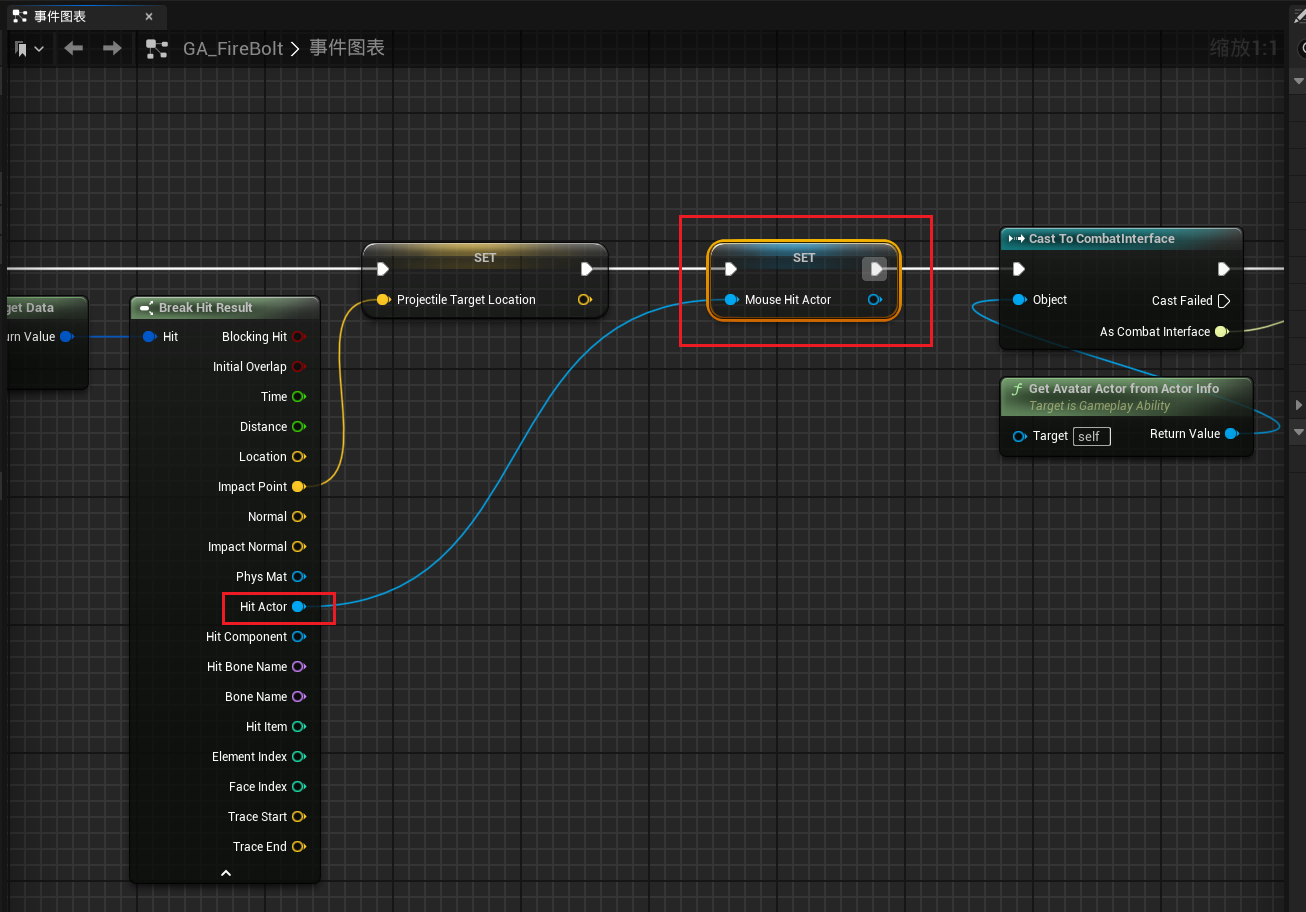 事件图表
GA_FireBolt > 事件图表
缩放1:1
SET
Projectile Target Location
SET
Mouse Hit Actor
Cast To CombatInterface
Object
Cast Failed
As Combat Interface
Get Avatar Actor from Actor Info
Target is Gameplay Ability
Target self
Return Value
get Data
urn Value
Break Hit Result
Hit
Blocking Hit
Initial Overlap
Time
Distance
Location
Impact Point
Normal
Impact Normal
Phys Mat
Hit Actor
Hit Component
Hit Bone Name
Bone Name
Hit Item
Element Index
Face Index
Trace Start
Trace End